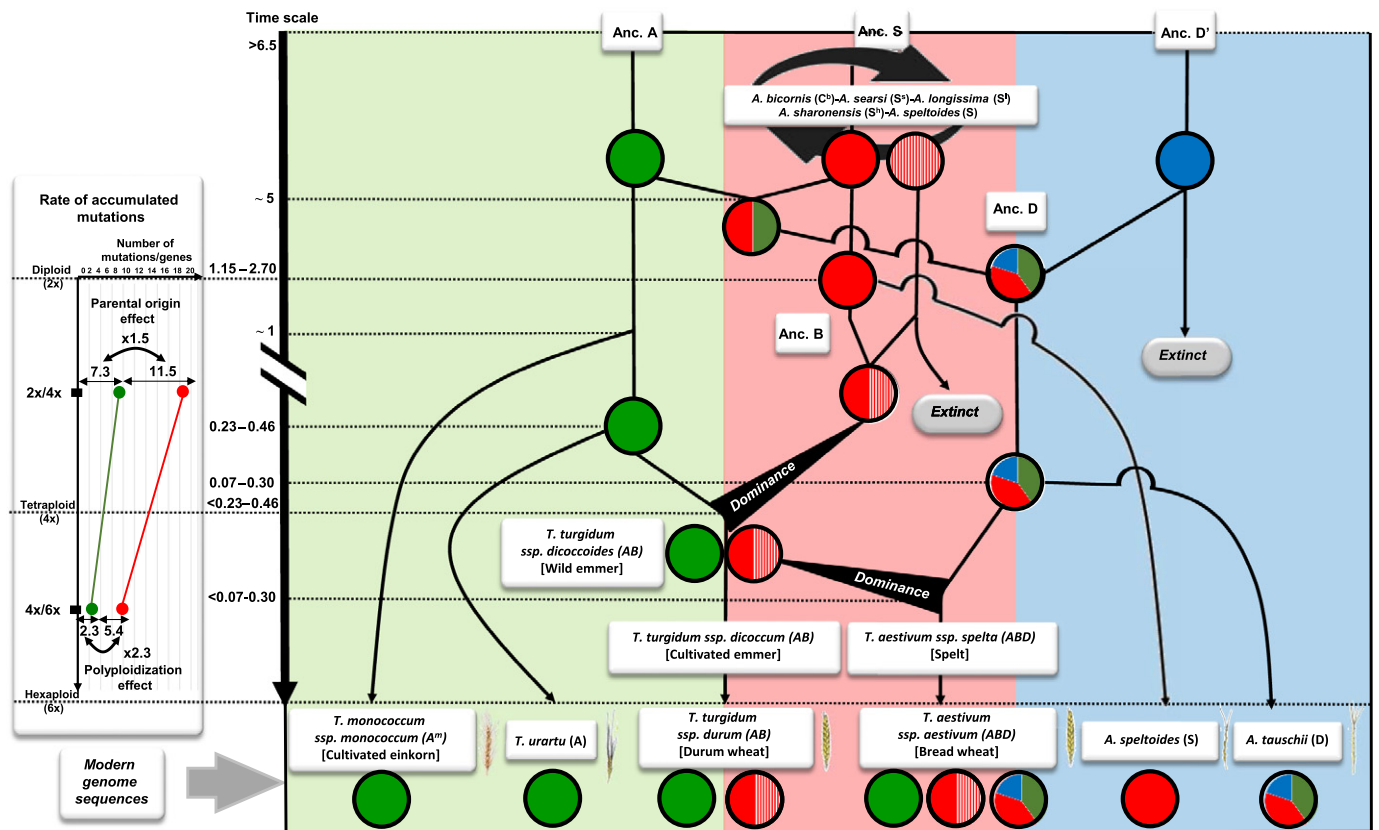 Time scale
>6.5
Anc. A
Anc. S
Anc. D'
A. bicornis (Cᵇ)-A. searsi (Sˢ)-A. longissima (Sˡ)
A. sharonensis (Sʰ)-A. speltoides (S)
~ 5
Anc. D
1.15–2.70
Anc. B
~ 1
Extinct
Extinct
0.23–0.46
0.07–0.30
<0.23–0.46
Dominance
T. turgidum
ssp. dicoccoides (AB)
[Wild emmer]
Dominance
<0.07-0.30
T. turgidum ssp. dicoccum (AB)
[Cultivated emmer]
T. aestivum ssp. spelta (ABD)
[Spelt]
Rate of accumulated
mutations
Number of
mutations/genes
0 2 4 6 8 10 12 14 16 18 20
Diploid
(2x)
Parental origin
effect
x1.5
7.3 11.5
2x/4x
Tetraploid
(4x)
4x/6x
2.3 5.4
x2.3
Polyploidization
effect
Hexaploid
(6x)
Modern
genome
sequences
T. monococcum
ssp. monococcum (Aᵐ)
[Cultivated einkorn]
T. urartu (A)
T. turgidum
ssp. durum (AB)
[Durum wheat]
T. aestivum
ssp. aestivum (ABD)
[Bread wheat]
A. speltoides (S)
A. tauschii (D)